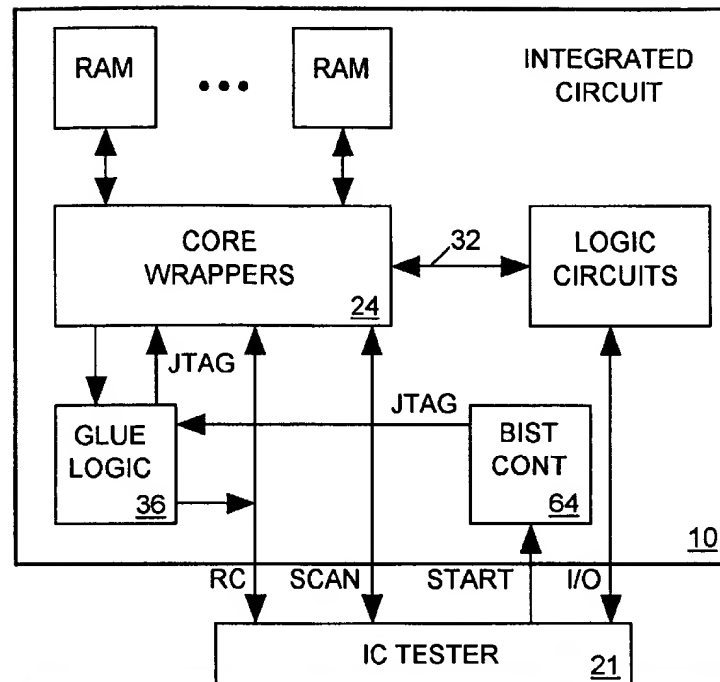 RAM
RAM
INTEGRATED
CIRCUIT
CORE
WRAPPERS
24
32
LOGIC
CIRCUITS
JTAG
JTAG
GLUE
LOGIC
36
BIST
CONT
64
10
RC
SCAN
START
I/O
IC TESTER
21